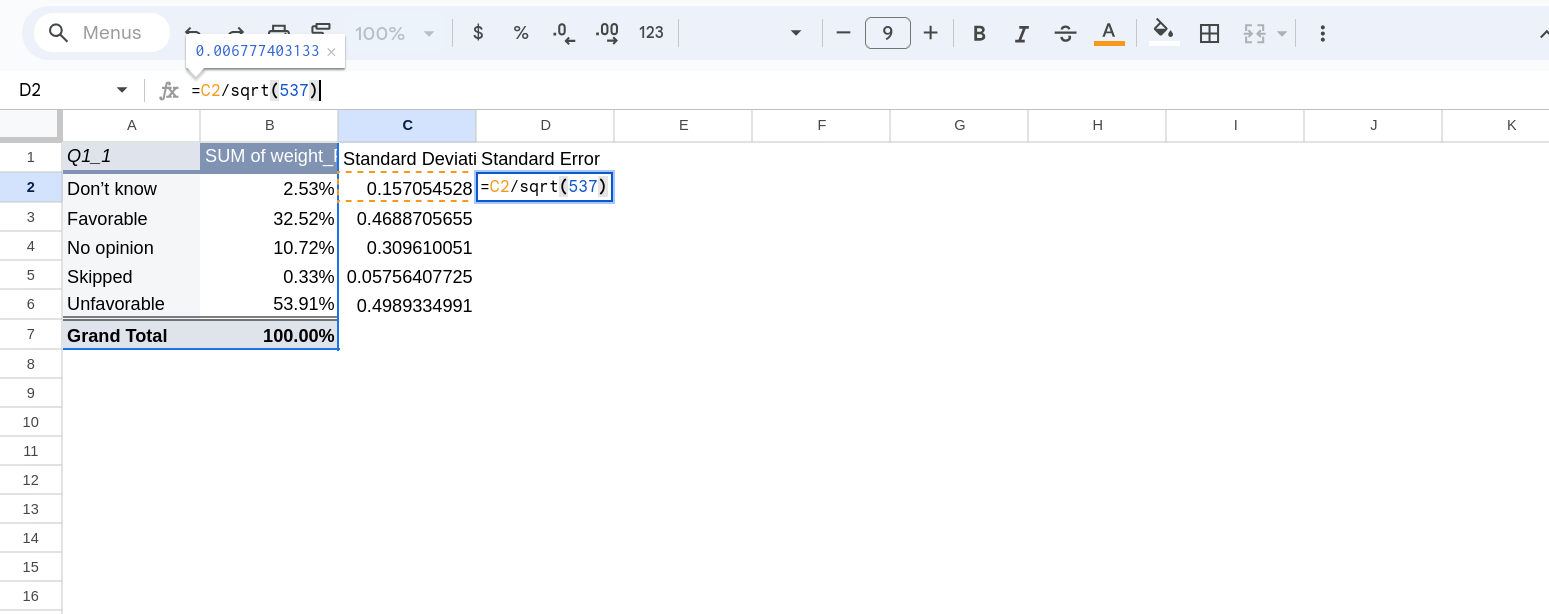 Menus
100%
$ % .0 .00 123
9
B I A
0.006777403133 ×
D2
fx =C2/sqrt(537)
A B C D E F G H I J K
1 Q1_1 SUM of weight_ Standard Deviati Standard Error
2 Don’t know 2.53% 0.157054528 =C2/sqrt(537)
3 Favorable 32.52% 0.4688705655
4 No opinion 10.72% 0.309610051
5 Skipped 0.33% 0.05756407725
6 Unfavorable 53.91% 0.4989334991
7 Grand Total 100.00%
8
9
10
11
12
13
14
15
16